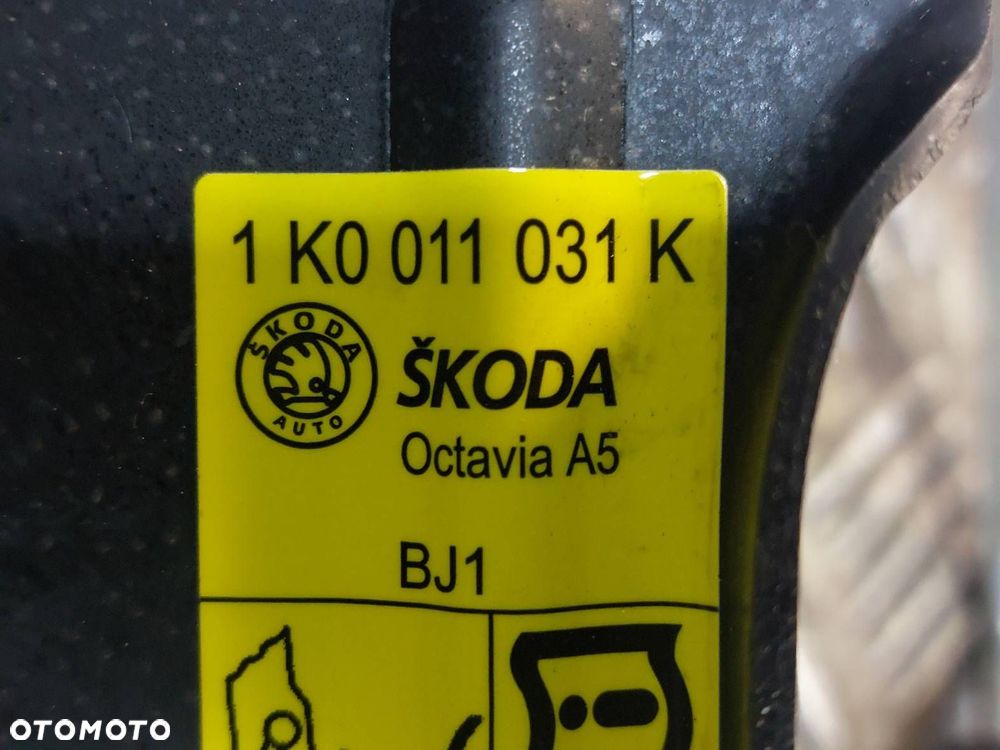 1 K0 011 031 K
ŠKODA
AUTO
ŠKODA
Octavia A5
BJ1
OTOMOTO